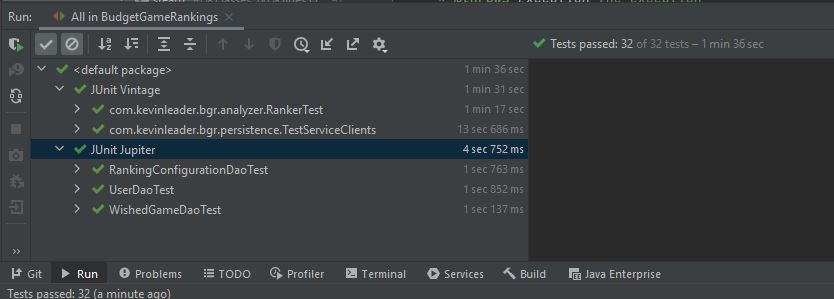 Run: All in BudgetGameRankings
Tests passed: 32 of 32 tests – 1 min 36 sec
<default package> 1 min 36 sec
JUnit Vintage 1 min 31 sec
com.kevinleader.bgr.analyzer.RankerTest 1 min 17 sec
com.kevinleader.bgr.persistence.TestServiceClients 13 sec 686 ms
JUnit Jupiter 4 sec 752 ms
RankingConfigurationDaoTest 1 sec 763 ms
UserDaoTest 1 sec 852 ms
WishedGameDaoTest 1 sec 137 ms
Git Run Problems TODO Profiler Terminal Services Build Java Enterprise
Tests passed: 32 (a minute ago)